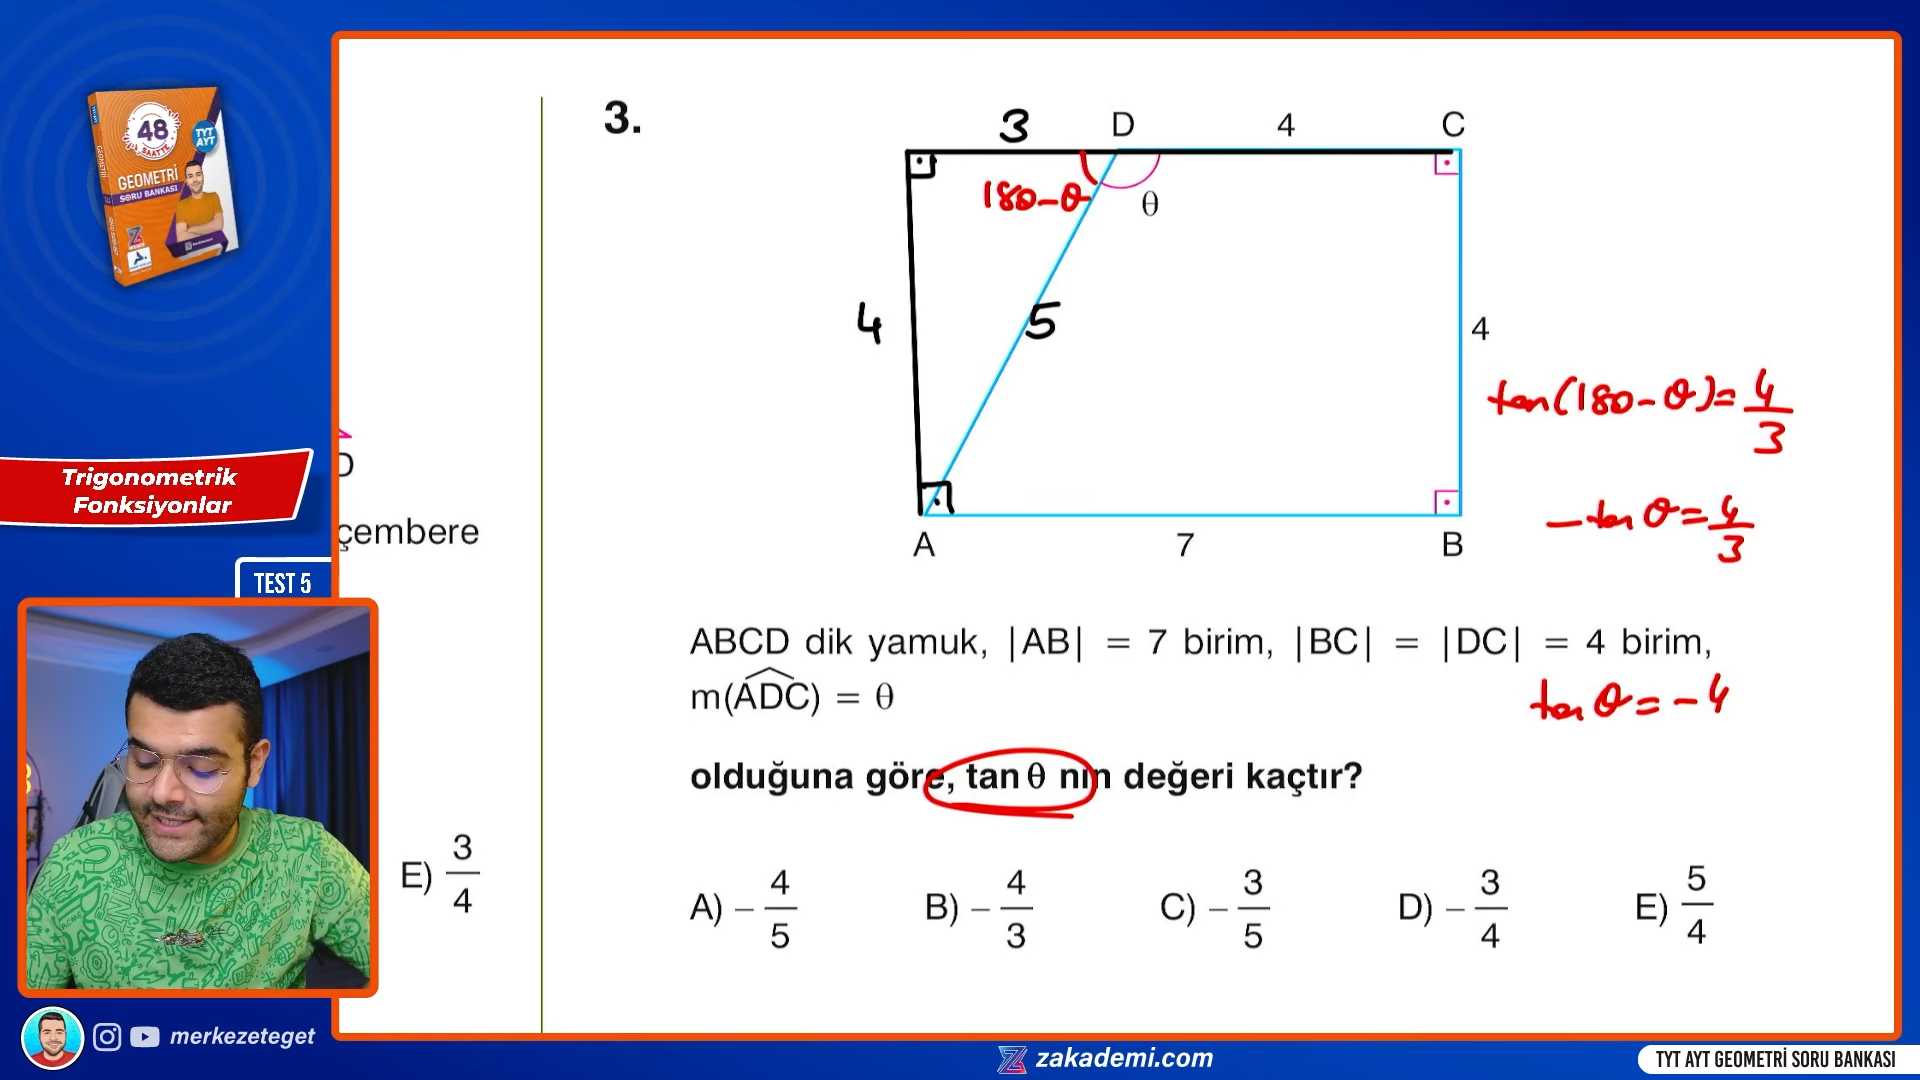 48
SAATTE
TYT
AYT
GEOMETRİ
SORU BANKASI
Trigonometrik
Fonksiyonlar
TEST 5
çembere
E) 3/4
3.
3
D
4
C
180-θ
θ
4
5
4
A
7
B
tan(180-θ)=4/3
-tan θ=4/3
ABCD dik yamuk, |AB| = 7 birim, |BC| = |DC| = 4 birim,
m(ADC) = θ
tan θ=-4
olduğuna göre, tan θ nın değeri kaçtır?
A) -4/5 B) -4/3 C) -3/5 D) -3/4 E) 5/4
merkezeteget
zakademi.com
TYT AYT GEOMETRİ SORU BANKASI